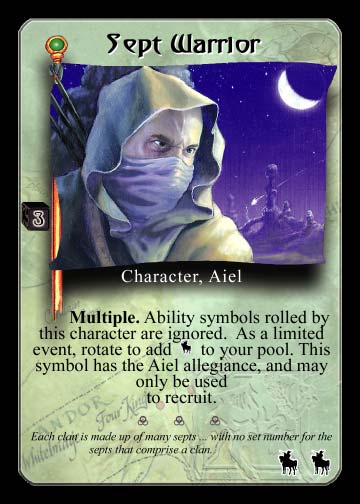 Sept Warrior
3
Character, Aiel
Multiple. Ability symbols rolled by
this character are ignored. As a limited
event, rotate to add to your pool. This
symbol has the Aiel allegiance, and may
only be used
to recruit.
Each clan is made up of many septs ... with no set number for the
septs that comprise a clan.